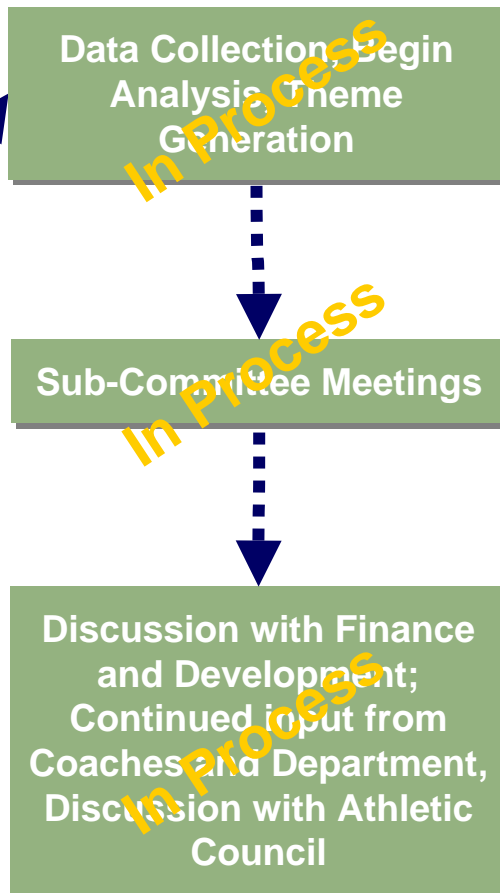 Data Collection, Begin
Analysis, Theme
Generation
In Process
Sub-Committee Meetings
In Process
Discussion with Finance
and Development;
Continued input from
Coaches and Department,
Discussion with Athletic
Council
In Process